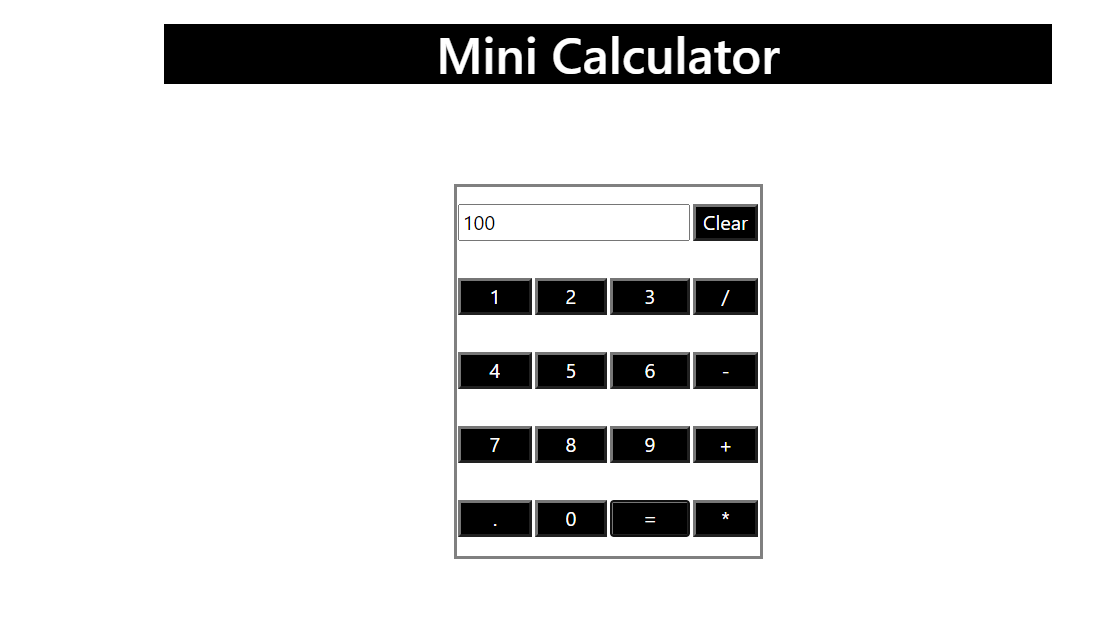 Mini Calculator
100 Clear
1 2 3 /
4 5 6 -
7 8 9 +
. 0 = *